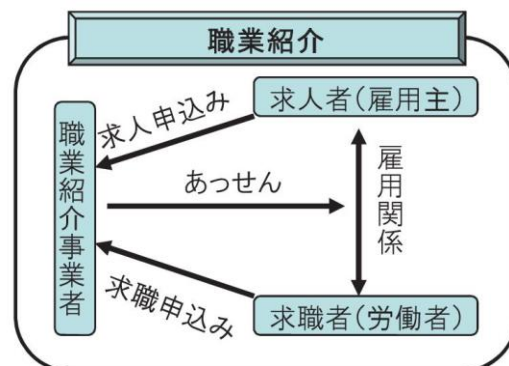 職業紹介
求人者(雇用主)
求人申込み
職業紹介事業者
あっせん
雇用関係
求職申込み
求職者(労働者)